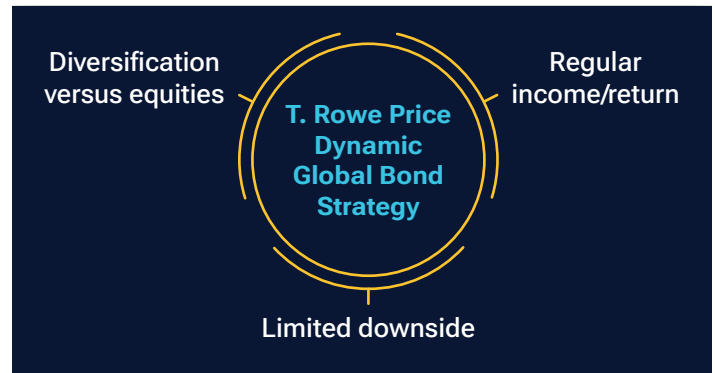 Diversification
versus equities
Regular
income/return
T. Rowe Price
Dynamic
Global Bond
Strategy
Limited downside